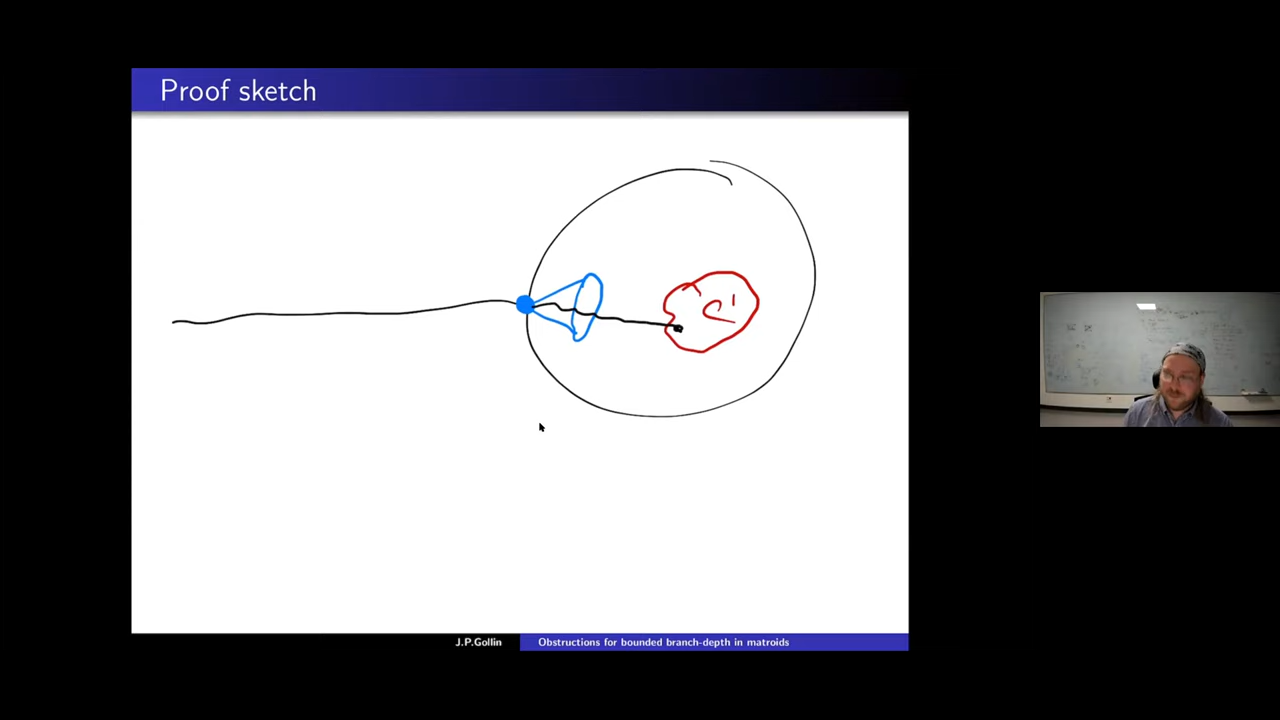 Proof sketch
J.P.Gollin
Obstructions for bounded branch-depth in matroids